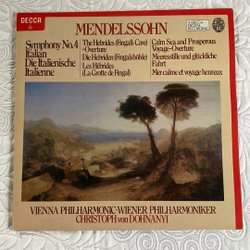 DECCA
MENDELSSOHN
Symphony No.4
Italian
Die Italienische
Italienne
The Hebrides (Fingal's Cave)
-Overture
Die Hebriden (Fingalshöhle)
Les Hébrides
(La Grotte de Fingal)
Calm Sea and Prosperous
Voyage-Overture
Meeresstille und glückliche
Fahrt
Mer calme et voyage heureux
VIENNA PHILHARMONIC·WIENER PHILHARMONIKER
CHRISTOPH von DOHNANYI